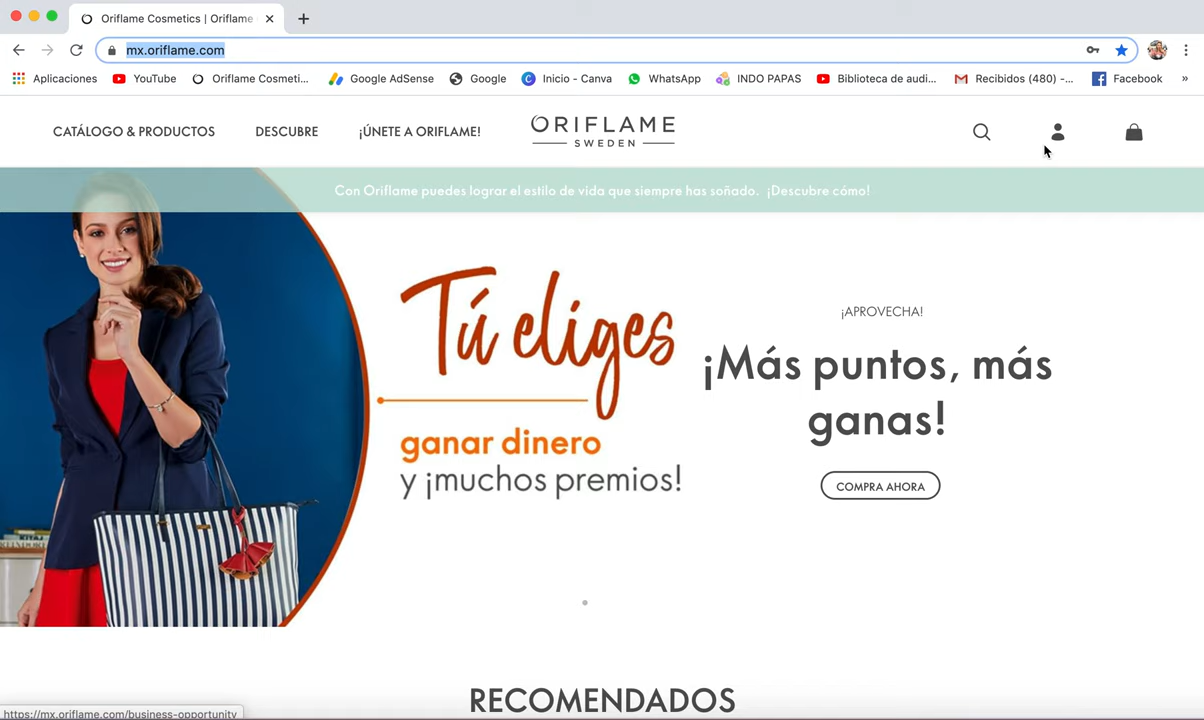 Oriflame Cosmetics | Oriflame
mx.oriflame.com
Aplicaciones YouTube Oriflame Cosmeti... Google AdSense Google Inicio - Canva WhatsApp INDO PAPAS Biblioteca de audi... Recibidos (480) -... Facebook »
CATÁLOGO & PRODUCTOS DESCUBRE ¡ÚNETE A ORIFLAME! ORIFLAME
SWEDEN
Con Oriflame puedes lograr el estilo de vida que siempre has soñado. ¡Descubre cómo!
Tú eliges
ganar dinero
y ¡muchos premios!
¡APROVECHA!
¡Más puntos, más
ganas!
COMPRA AHORA
RECOMENDADOS
https://mx.oriflame.com/business-opportunity